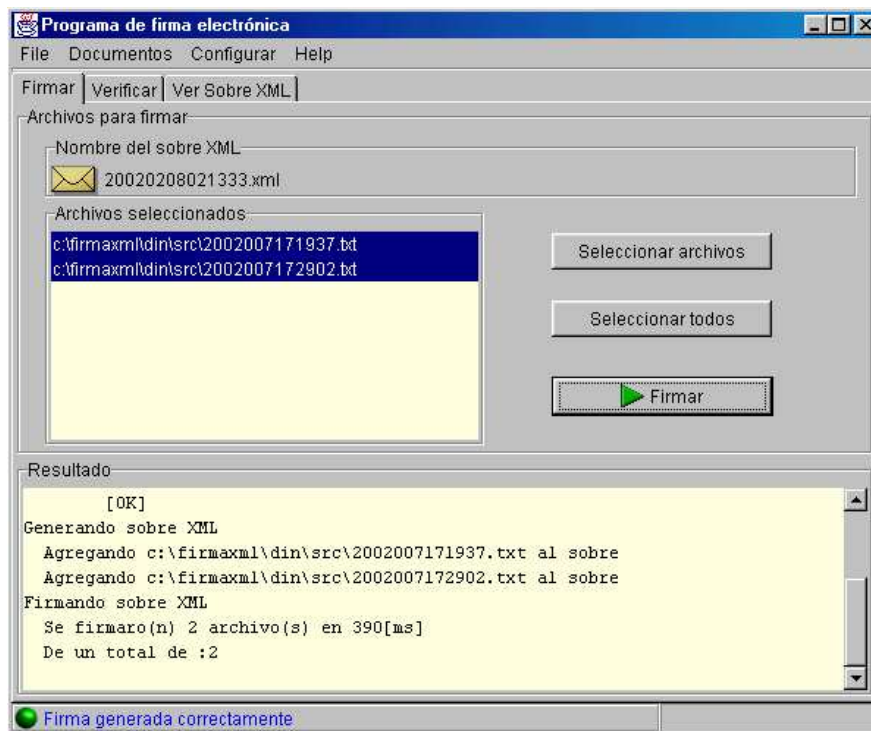 Programa de firma electrónica
File Documentos Configurar Help
Firmar Verificar Ver Sobre XML
Archivos para firmar
Nombre del sobre XML
20020208021333.xml
Archivos seleccionados
c:\firmaxml\din\src\2002007171937.txt
c:\firmaxml\din\src\2002007172902.txt
Seleccionar archivos
Seleccionar todos
Firmar
Resultado
[OK]
Generando sobre XML
Agregando c:\firmaxml\din\src\2002007171937.txt al sobre
Agregando c:\firmaxml\din\src\2002007172902.txt al sobre
Firmando sobre XML
Se firmaro(n) 2 archivo(s) en 390[ms]
De un total de :2
Firma generada correctamente